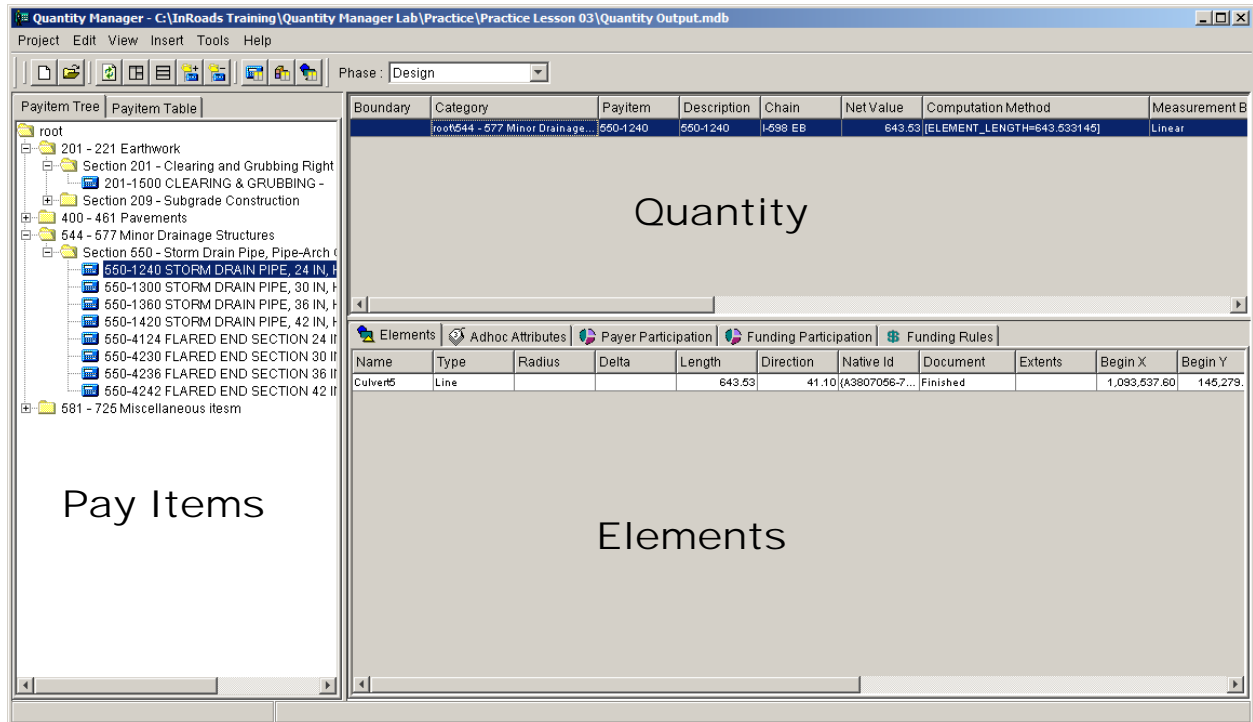 Quantity Manager - C:\InRoads Training\Quantity Manager Lab\Practice\Practice Lesson 03\Quantity Output.mdb
Project Edit View Insert Tools Help
Phase : Design
Payitem Tree Payitem Table
root
201 - 221 Earthwork
Section 201 - Clearing and Grubbing Right
201-1500 CLEARING & GRUBBING -
Section 209 - Subgrade Construction
400 - 461 Pavements
544 - 577 Minor Drainage Structures
Section 550 - Storm Drain Pipe, Pipe-Arch
550-1240 STORM DRAIN PIPE, 24 IN, H
550-1300 STORM DRAIN PIPE, 30 IN, H
550-1360 STORM DRAIN PIPE, 36 IN, H
550-1420 STORM DRAIN PIPE, 42 IN, H
550-4124 FLARED END SECTION 24 IN
550-4230 FLARED END SECTION 30 IN
550-4236 FLARED END SECTION 36 IN
550-4242 FLARED END SECTION 42 IN
581 - 725 Miscellaneous itesm
Pay Items
Boundary Category Payitem Description Chain Net Value Computation Method Measurement B
root\544 - 577 Minor Drainage... 550-1240 550-1240 I-598 EB 643.53 [ELEMENT_LENGTH=643.533145] Linear
Quantity
Elements Adhoc Attributes Payer Participation Funding Participation Funding Rules
Name Type Radius Delta Length Direction Native Id Document Extents Begin X Begin Y
Culvert5 Line 643.53 41.10 {A3807056-7... Finished 1,093,537.60 145,279.
Elements